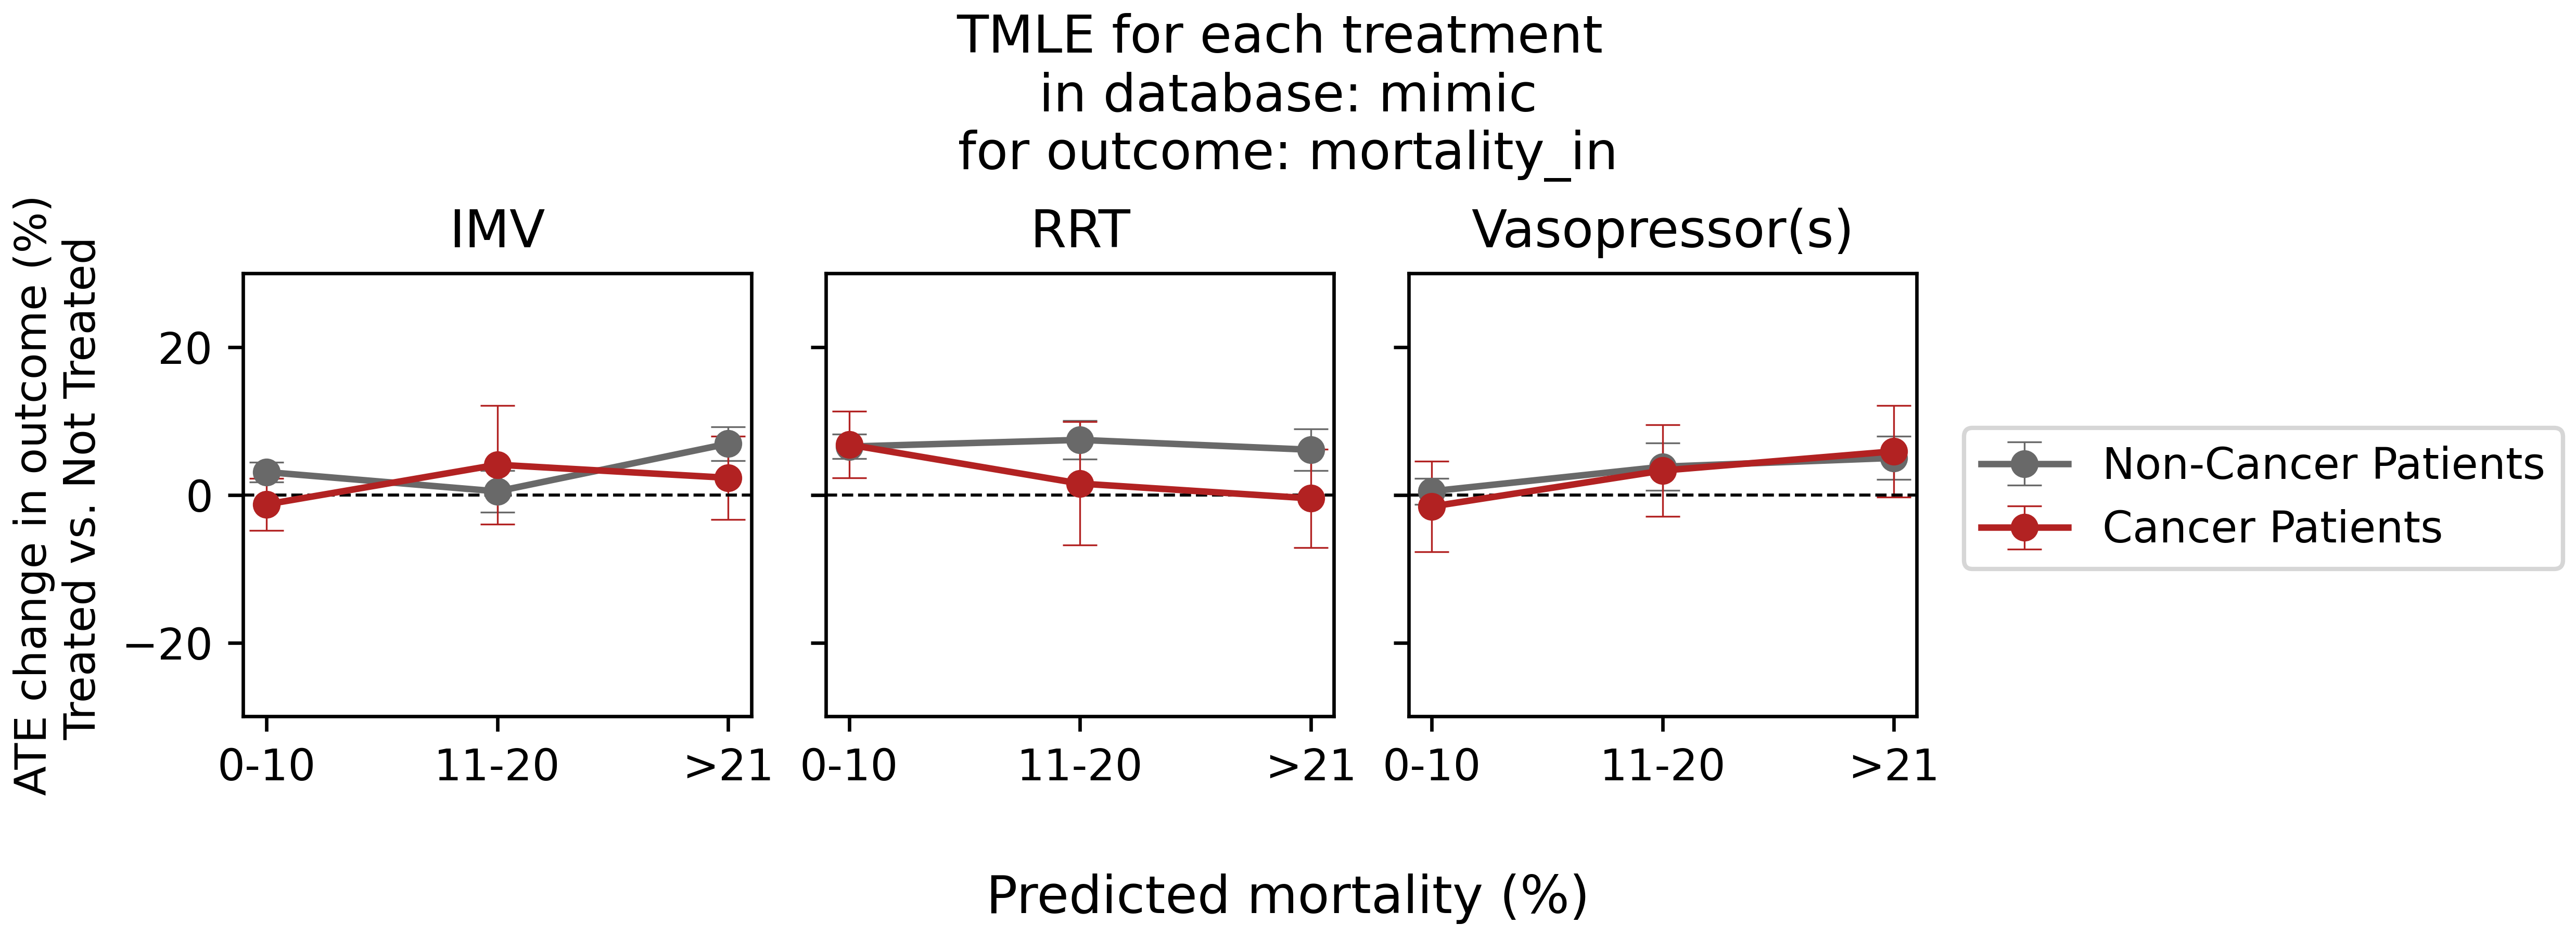 TMLE for each treatment
in database: mimic
for outcome: mortality_in
ATE change in outcome (%)
Treated vs. Not Treated
IMV
RRT
Vasopressor(s)
20
0
−20
0-10
11-20
>21
0-10
11-20
>21
0-10
11-20
>21
Non-Cancer Patients
Cancer Patients
Predicted mortality (%)